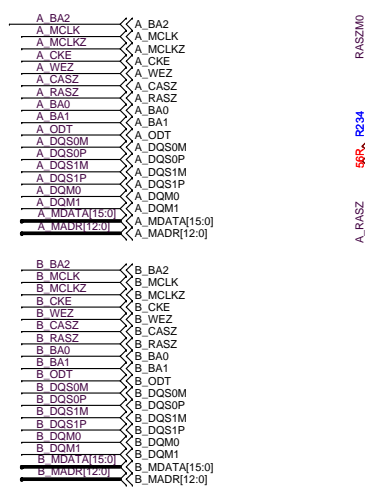 A_BA2 A_BA2
A_MCLK A_MCLK
A_MCLKZ A_MCLKZ
A_CKE A_CKE
A_WEZ A_WEZ
A_CASZ A_CASZ
A_RASZ A_RASZ
A_BA0 A_BA0
A_BA1 A_BA1
A_ODT A_ODT
A_DQS0M A_DQS0M
A_DQS0P A_DQS0P
A_DQS1M A_DQS1M
A_DQS1P A_DQS1P
A_DQM0 A_DQM0
A_DQM1 A_DQM1
A_MDATA[15:0] A_MDATA[15:0]
A_MADR[12:0] A_MADR[12:0]
B_BA2 B_BA2
B_MCLK B_MCLK
B_MCLKZ B_MCLKZ
B_CKE B_CKE
B_WEZ B_WEZ
B_CASZ B_CASZ
B_RASZ B_RASZ
B_BA0 B_BA0
B_BA1 B_BA1
B_ODT B_ODT
B_DQS0M B_DQS0M
B_DQS0P B_DQS0P
B_DQS1M B_DQS1M
B_DQS1P B_DQS1P
B_DQM0 B_DQM0
B_DQM1 B_DQM1
B_MDATA[15:0] B_MDATA[15:0]
B_MADR[12:0] B_MADR[12:0]
RASZM0
R234
56R
A_RASZ